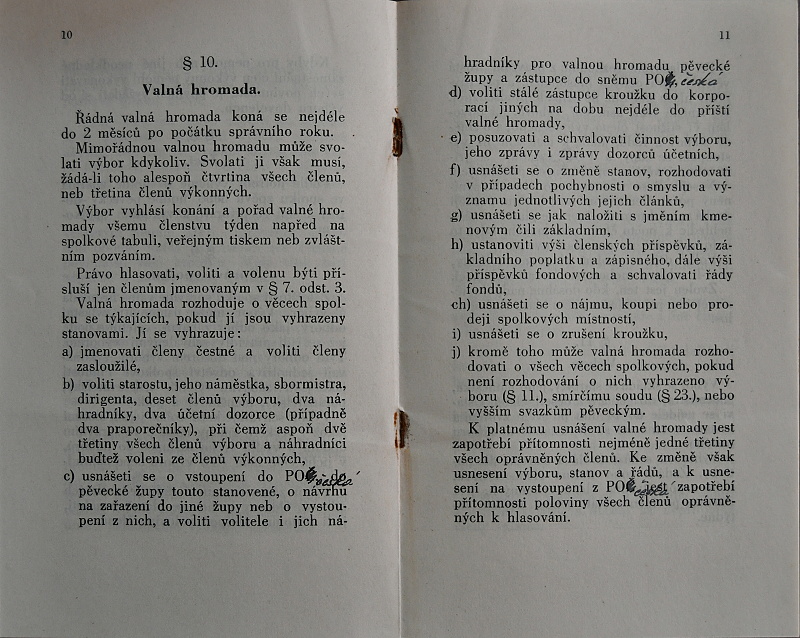 10
§ 10.
Valná hromada.
Řádná valná hromada koná se nejdéle
do 2 měsíců po počátku správního roku.
Mimořádnou valnou hromadu může svo-
lati výbor kdykoliv. Svolati ji však musí,
žádá-li toho alespoň čtvrtina všech členů,
neb třetina členů výkonných.
Výbor vyhlásí konání a pořad valné hro-
mady všemu členstvu týden napřed na
spolkové tabuli, veřejným tiskem neb zvlášt-
ním pozváním.
Právo hlasovati, voliti a volenu býti pří-
sluší jen členům jmenovaným v § 7. odst. 3.
Valná hromada rozhoduje o věcech spol-
ku se týkajících, pokud jí jsou vyhrazeny
stanovami. Jí se vyhrazuje:
a) jmenovati členy čestné a voliti členy
zasloužilé,
b) voliti starostu, jeho náměstka, sbormistra,
dirigenta, deset členů výboru, dva ná-
hradníky, dva účetní dozorce (případně
dva praporečníky), při čemž aspoň dvě
třetiny všech členů výboru a náhradníci
buďtež voleni ze členů výkonných,
c) usnášeti se o vstoupení do PO česká do
pěvecké župy touto stanovené, o návrhu
na zařazení do jiné župy neb o vystou-
pení z nich, a voliti volitele i jich ná-
11
hradníky pro valnou hromadu pěvecké
župy a zástupce do sněmu PO česká
d) voliti stálé zástupce kroužku do korpo-
rací jiných na dobu nejdéle do příští
valné hromady,
e) posuzovati a schvalovati činnost výboru,
jeho zprávy i zprávy dozorců účetních,
f) usnášeti se o změně stanov, rozhodovati
v případech pochybnosti o smyslu a vý-
znamu jednotlivých jejich článků,
g) usnášeti se jak naložiti s jměním kme-
novým čili základním,
h) ustanoviti výši členských příspěvků, zá-
kladního poplatku a zápisného, dále výši
příspěvků fondových a schvalovati řády
fondů,
ch) usnášeti se o nájmu, koupi nebo pro-
deji spolkových místností,
i) usnášeti se o zrušení kroužku,
j) kromě toho může valná hromada rozho-
dovati o všech věcech spolkových, pokud
není rozhodování o nich vyhrazeno vý-
boru (§ 11.), smírčímu soudu (§ 23.), nebo
vyšším svazkům pěveckým.
K platnému usnášení valné hromady jest
zapotřebí přítomnosti nejméně jedné třetiny
všech oprávněných členů. Ke změně však
usnesení výboru, stanov a řádů, a k usne-
sení na vystoupení z PO česká jest zapotřebí
přítomnosti poloviny všech členů oprávně-
ných k hlasování.